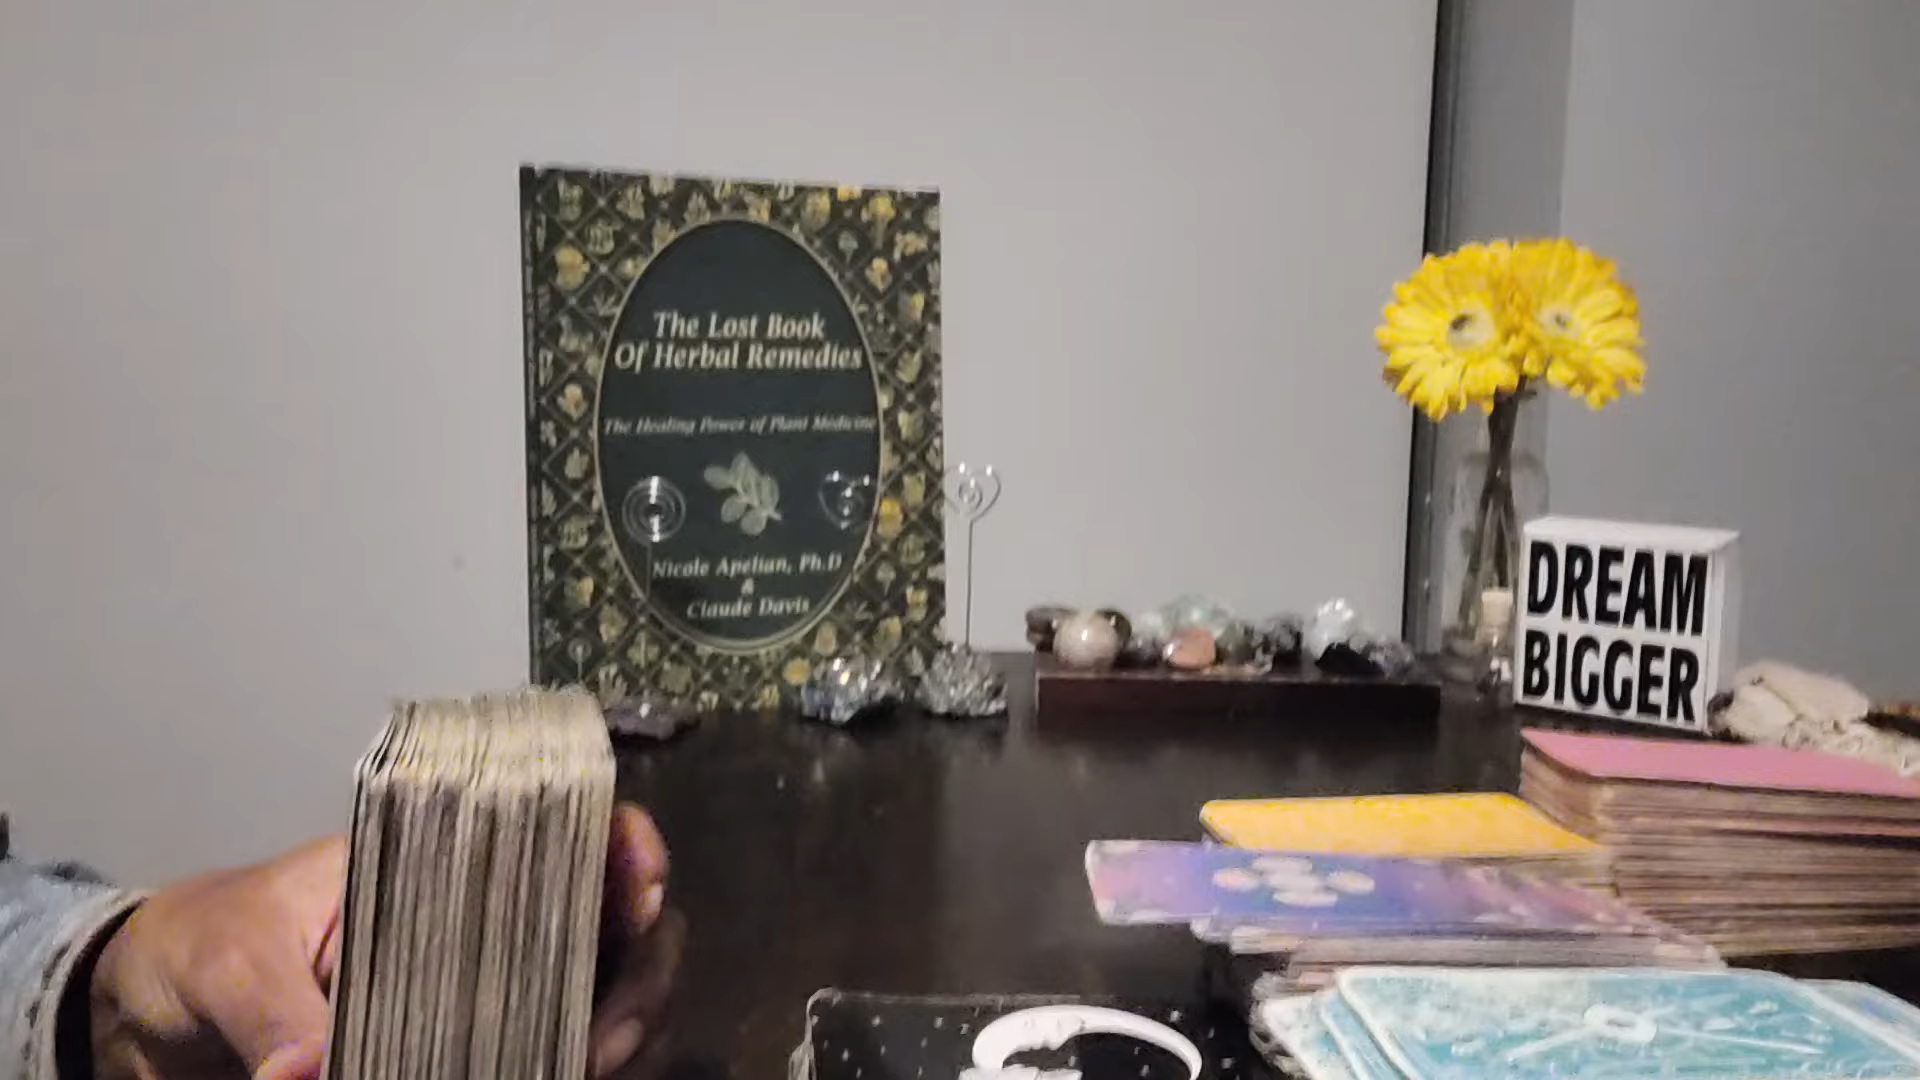 The Lost Book
Of Herbal Remedies
The Healing Power of Plant Medicine
Nicole Apelian, Ph.D
&
Claude Davis
DREAM
BIGGER